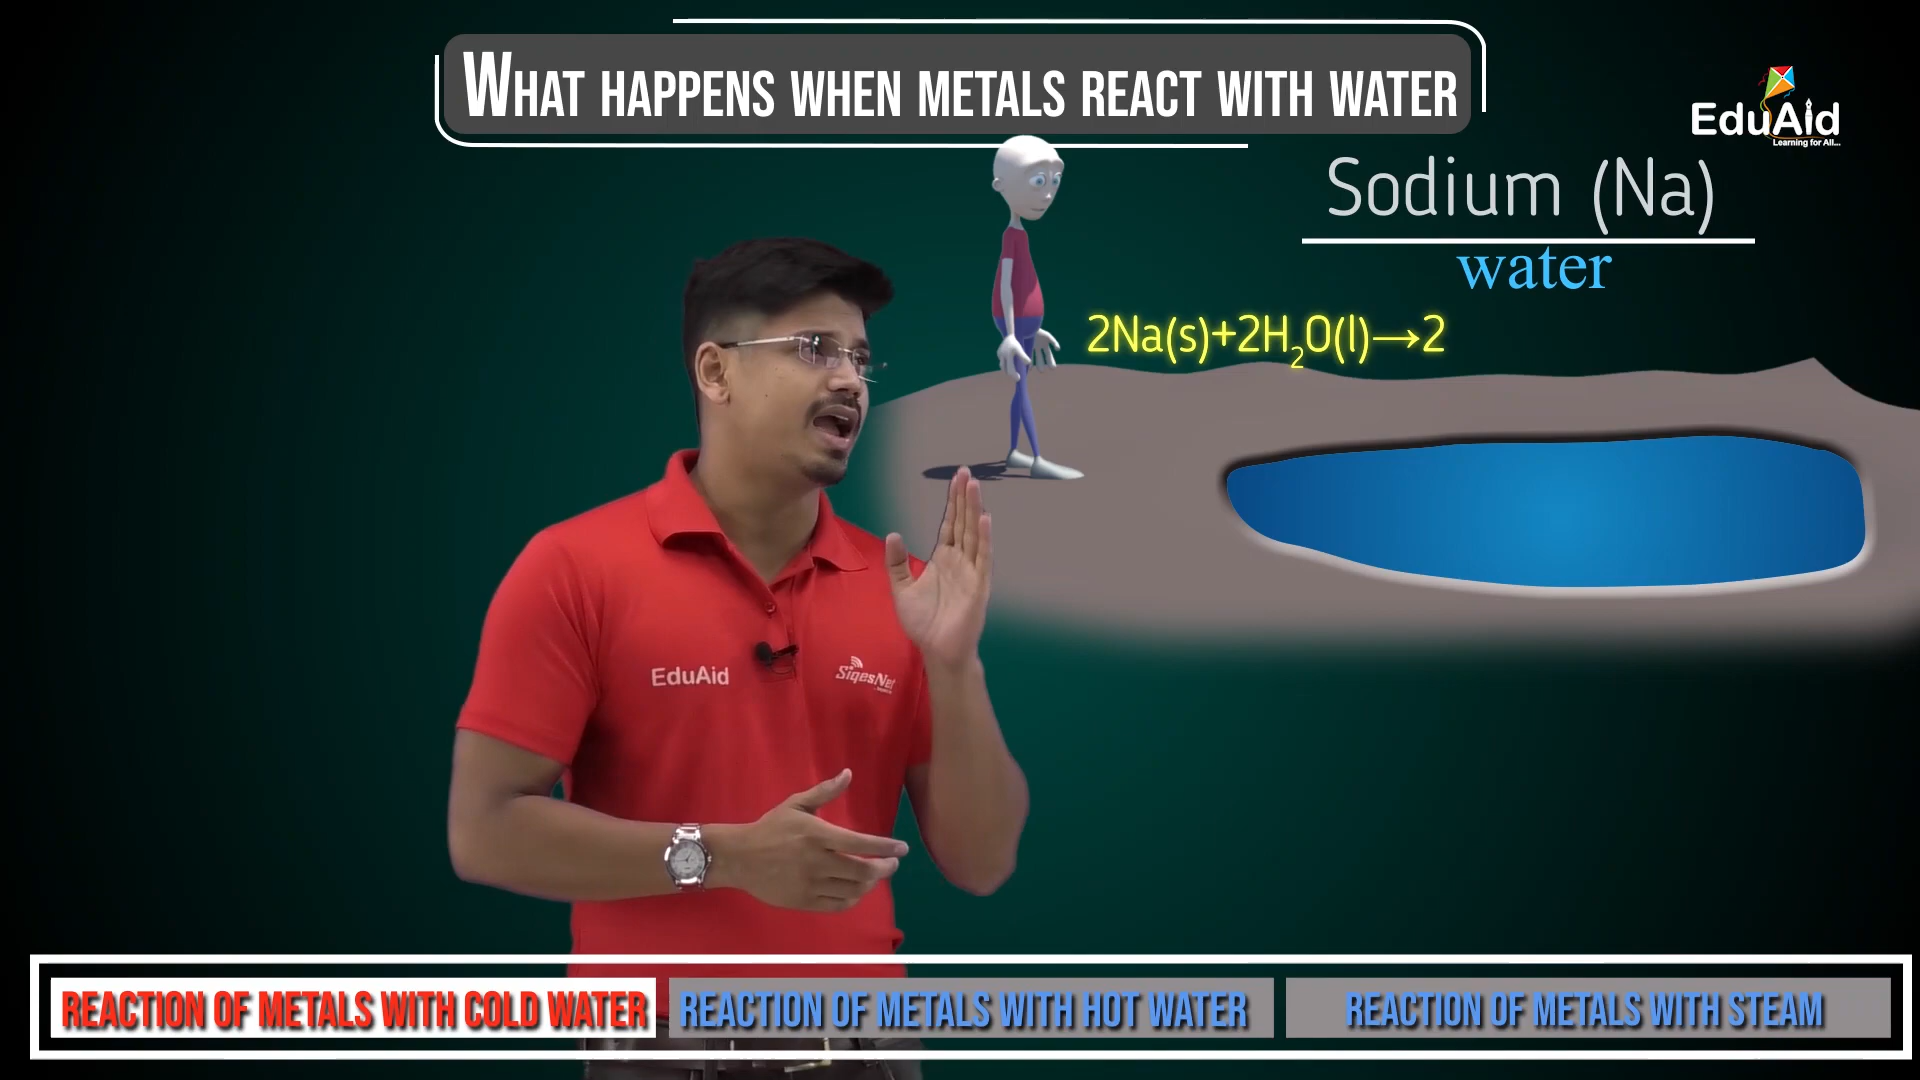 WHAT HAPPENS WHEN METALS REACT WITH WATER
EduAid
Learning for All...
Sodium (Na)
water
2Na(s)+2H₂O(l)→2
EduAid
SigesNet
REACTION OF METALS WITH COLD WATER
REACTION OF METALS WITH HOT WATER
REACTION OF METALS WITH STEAM